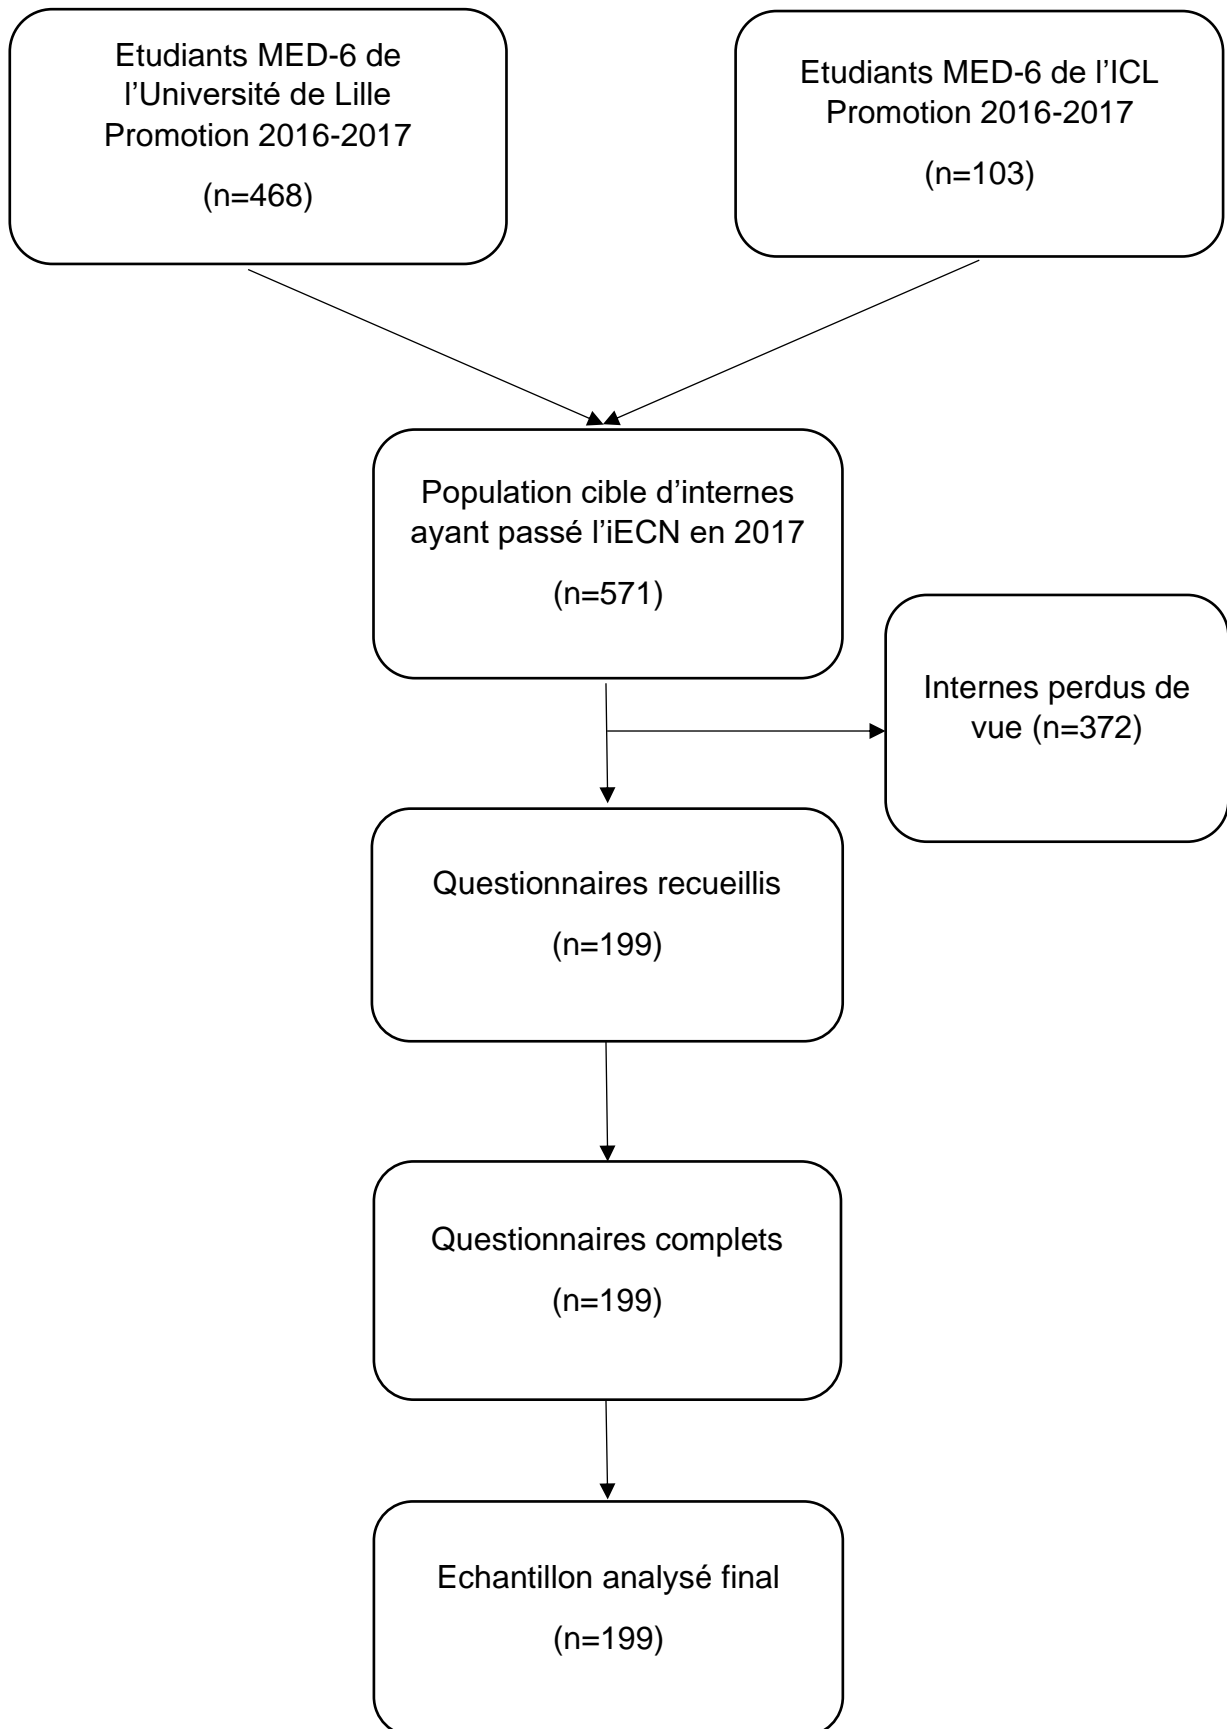 Etudiants MED-6 de
l’Université de Lille
Promotion 2016-2017
(n=468)
Etudiants MED-6 de l’ICL
Promotion 2016-2017
(n=103)
Population cible d’internes
ayant passé l’iECN en 2017
(n=571)
Internes perdus de
vue (n=372)
Questionnaires recueillis
(n=199)
Questionnaires complets
(n=199)
Echantillon analysé final
(n=199)